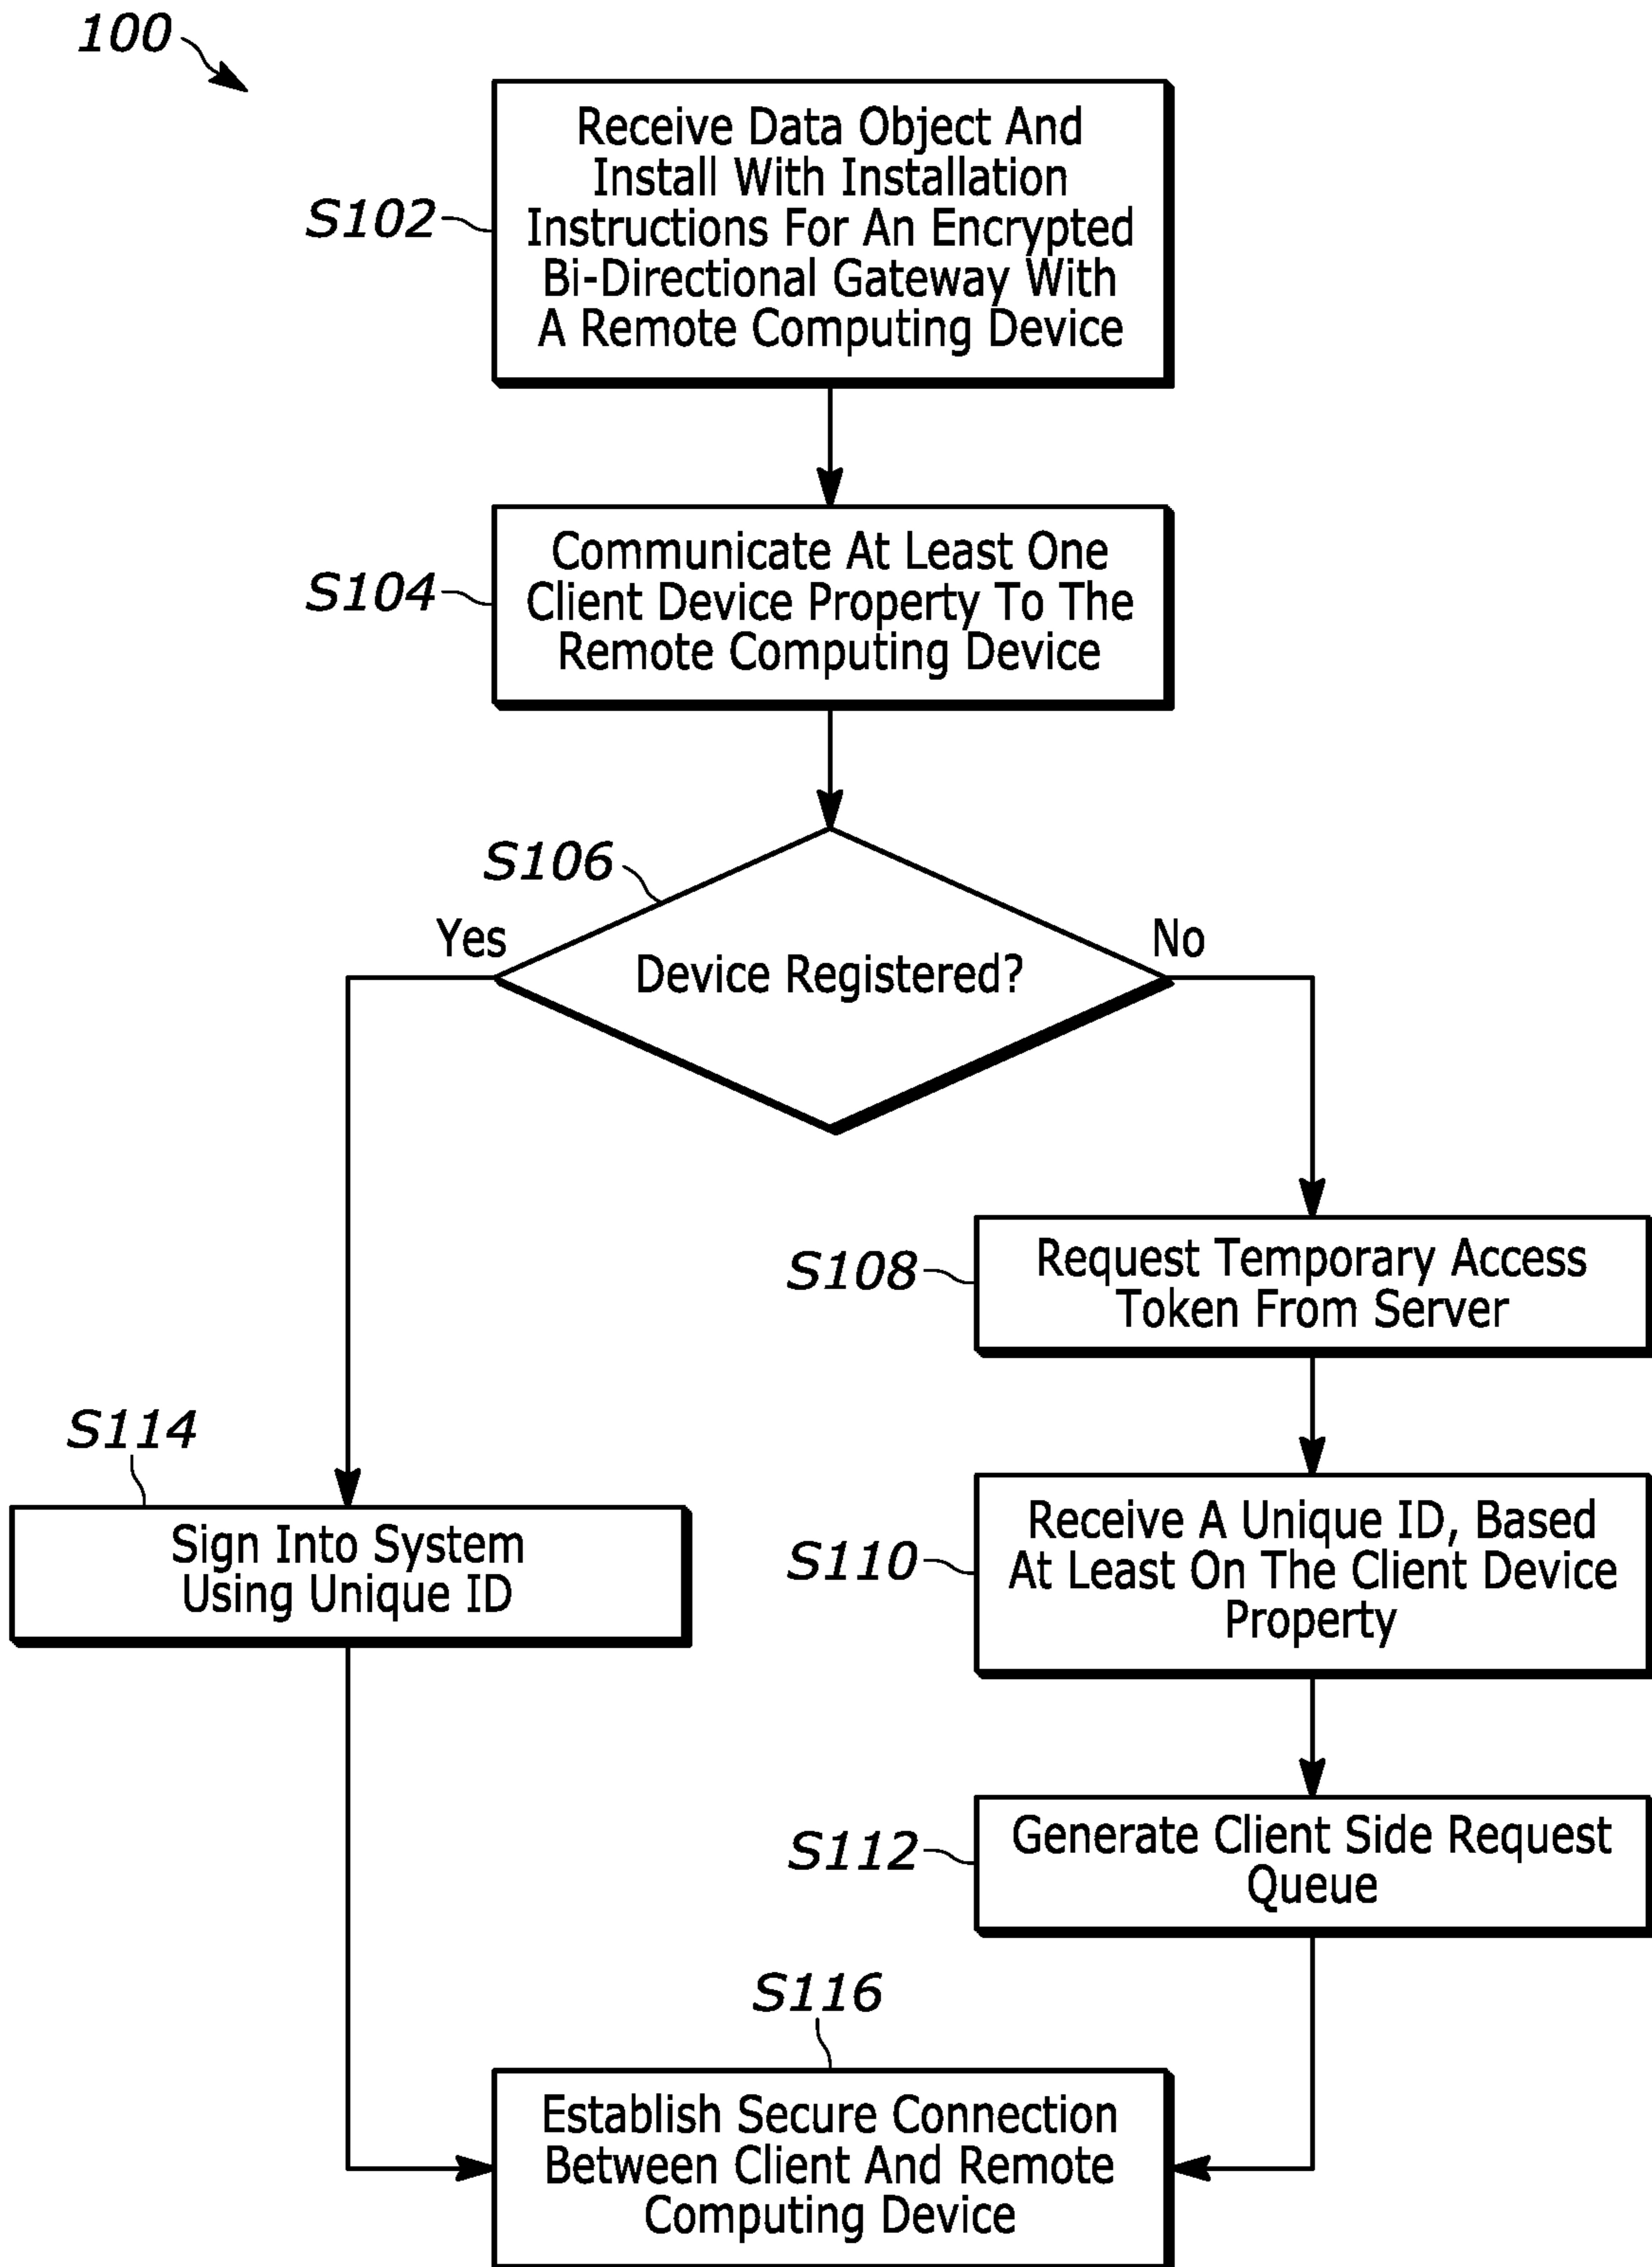 100
Receive Data Object And
Install With Installation
S102
Instructions For An Encrypted
Bi-Directional Gateway With
A Remote Computing Device
Communicate At Least One
S104
Client Device Property To The
Remote Computing Device
S106
Yes
No
Device Registered?
S108
Request Temporary Access
Token From Server
S114
Sign Into System
Using Unique ID
S110
Receive A Unique ID, Based
At Least On The Client Device
Property
S112
Generate Client Side Request
Queue
S116
Establish Secure Connection
Between Client And Remote
Computing Device